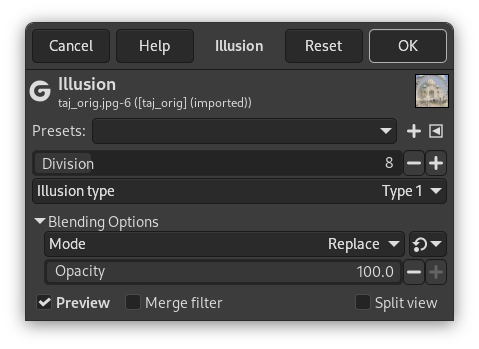 Cancel Help Illusion Reset OK
Illusion
taj_orig.jpg-6 ([taj_orig] (imported))
Presets:
Division 8
Illusion type Type 1
Blending Options
Mode Replace
Opacity 100.0
Preview Merge filter Split view